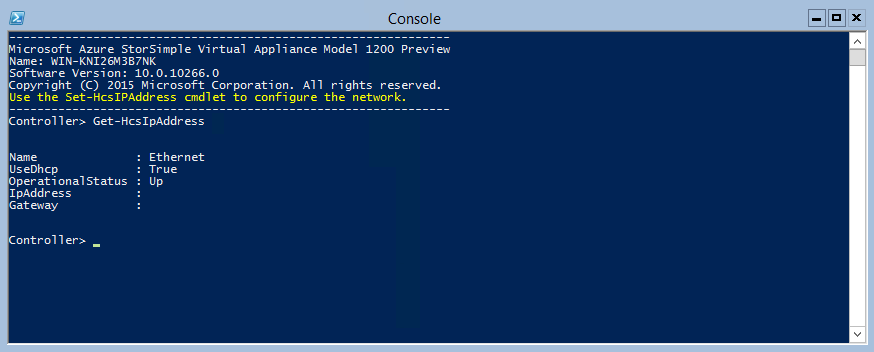 Console
---------------------------------------------------------------
Microsoft Azure StorSimple Virtual Appliance Model 1200 Preview
Name: WIN-KNI26M3B7NK
Software Version: 10.0.10266.0
Copyright (C) 2015 Microsoft Corporation. All rights reserved.
Use the Set-HcsIPAddress cmdlet to configure the network.
---------------------------------------------------------------
Controller> Get-HcsIpAddress
Name              : Ethernet
UseDhcp           : True
OperationalStatus : Up
IpAddress         :
Gateway           :
Controller> _